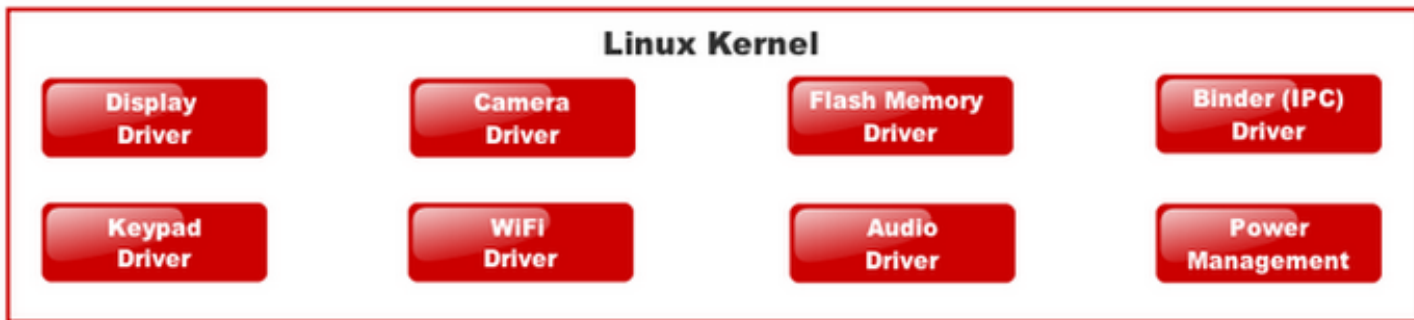 Linux Kernel
Display
Driver
Camera
Driver
Flash Memory
Driver
Binder (IPC)
Driver
Keypad
Driver
WiFi
Driver
Audio
Driver
Power
Management